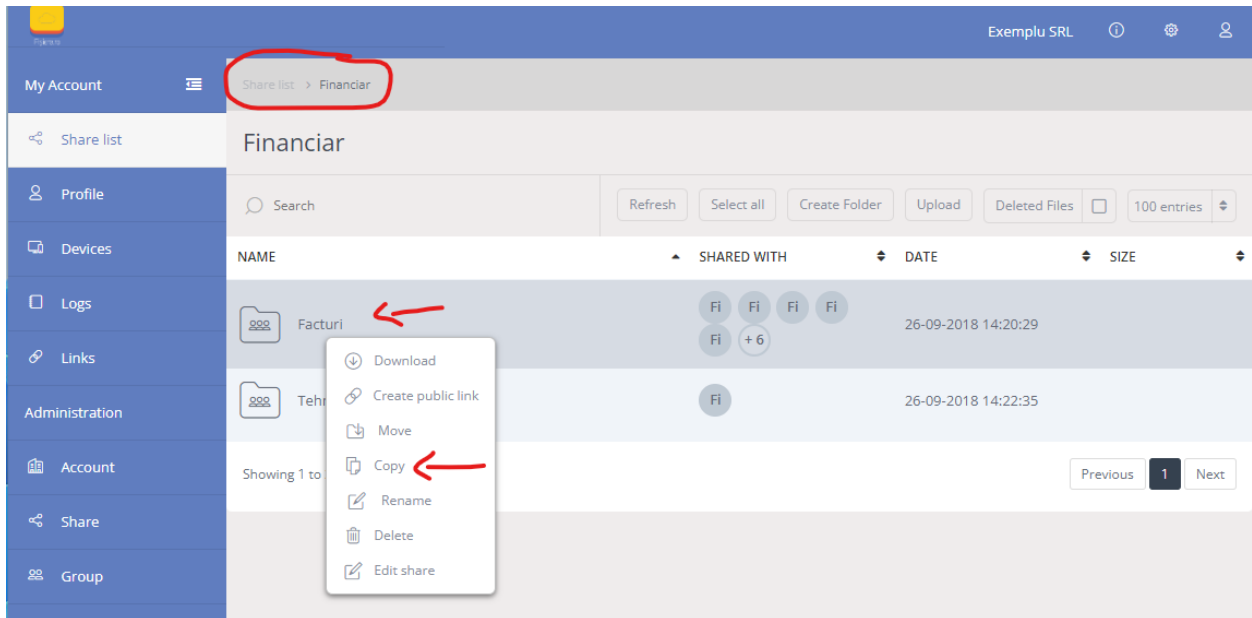 Exemplu SRL
My Account
Share list > Financiar
Share list
Financiar
Profile
Search
Refresh
Select all
Create Folder
Upload
Deleted Files
100 entries
Devices
NAME
SHARED WITH
DATE
SIZE
Logs
Facturi
Fi Fi Fi Fi
Fi + 6
26-09-2018 14:20:29
Links
Download
Create public link
Move
Copy
Rename
Delete
Edit share
Fi
26-09-2018 14:22:35
Administration
Account
Showing 1 to
Previous
1
Next
Share
Group